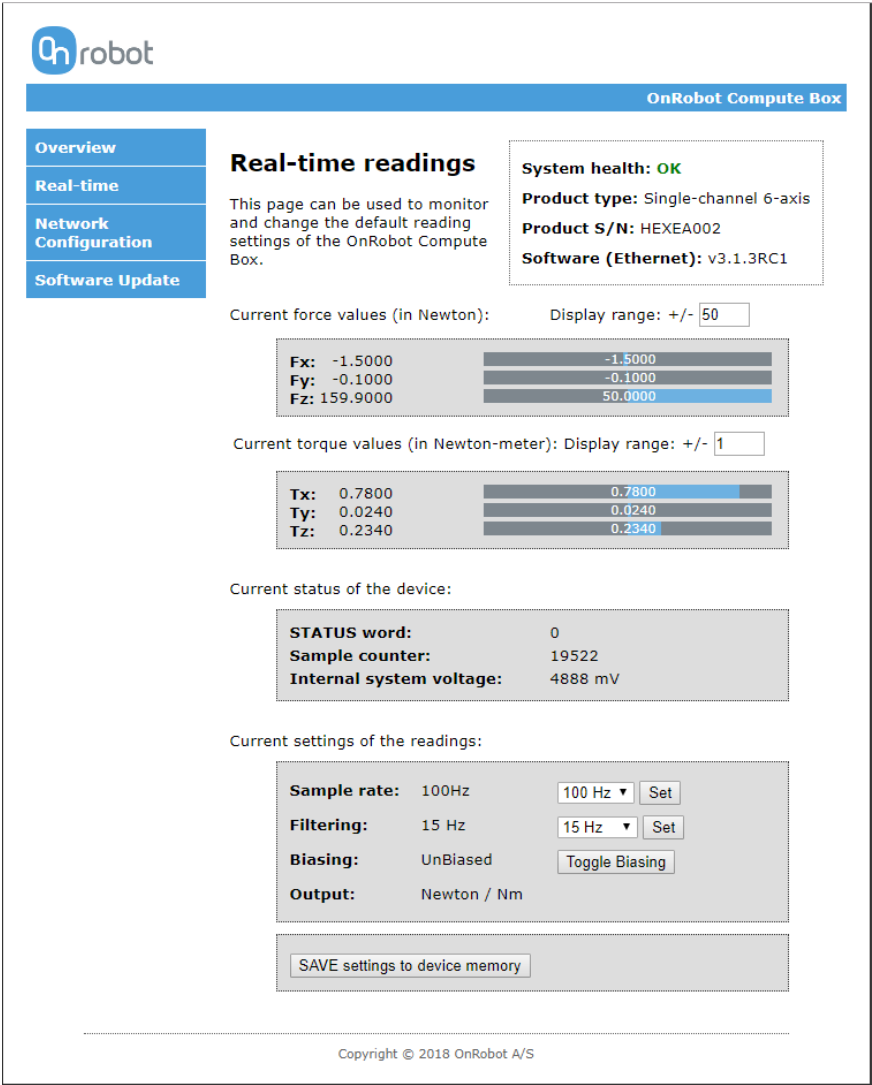 On robot
OnRobot Compute Box
Overview
Real-time
Network
Configuration
Software Update
Real-time readings
This page can be used to monitor
and change the default reading
settings of the OnRobot Compute
Box.
System health: OK
Product type: Single-channel 6-axis
Product S/N: HEXEA002
Software (Ethernet): v3.1.3RC1
Current force values (in Newton): Display range: +/- 50
Fx: -1.5000 -1.5000
Fy: -0.1000 -0.1000
Fz: 159.9000 50.0000
Current torque values (in Newton-meter): Display range: +/- 1
Tx: 0.7800 0.7800
Ty: 0.0240 0.0240
Tz: 0.2340 0.2340
Current status of the device:
STATUS word: 0
Sample counter: 19522
Internal system voltage: 4888 mV
Current settings of the readings:
Sample rate: 100Hz 100 Hz Set
Filtering: 15 Hz 15 Hz Set
Biasing: UnBiased Toggle Biasing
Output: Newton / Nm
SAVE settings to device memory
Copyright © 2018 OnRobot A/S